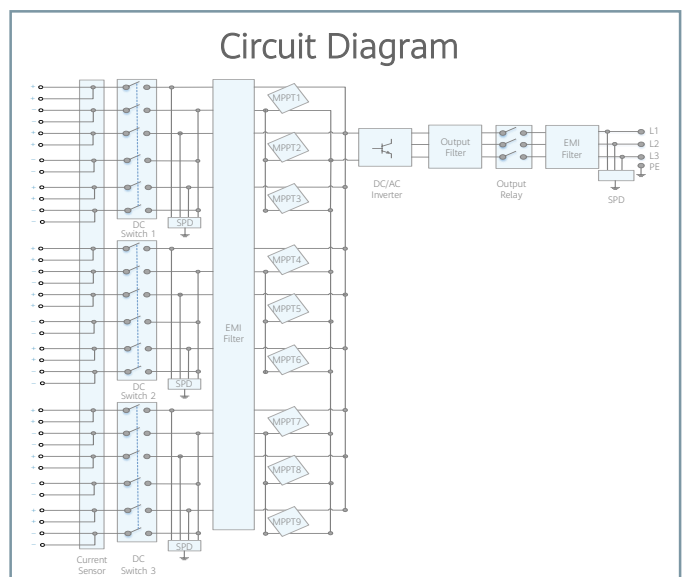 Circuit Diagram
MPPT1
MPPT2
MPPT3
SPD
DC
Switch 1
MPPT4
MPPT5
MPPT6
SPD
DC
Switch 2
MPPT7
MPPT8
MPPT9
SPD
Current
Sensor
DC
Switch 3
EMI
Filter
DC/AC
Inverter
Output
Filter
Output
Relay
EMI
Filter
L1
L2
L3
PE
SPD